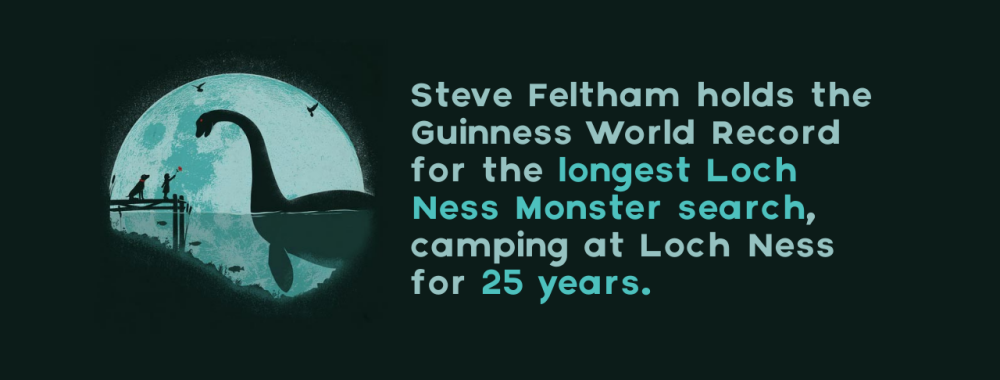 Steve Feltham holds the
Guinness World Record
for the longest Loch
Ness Monster search,
camping at Loch Ness
for 25 years.